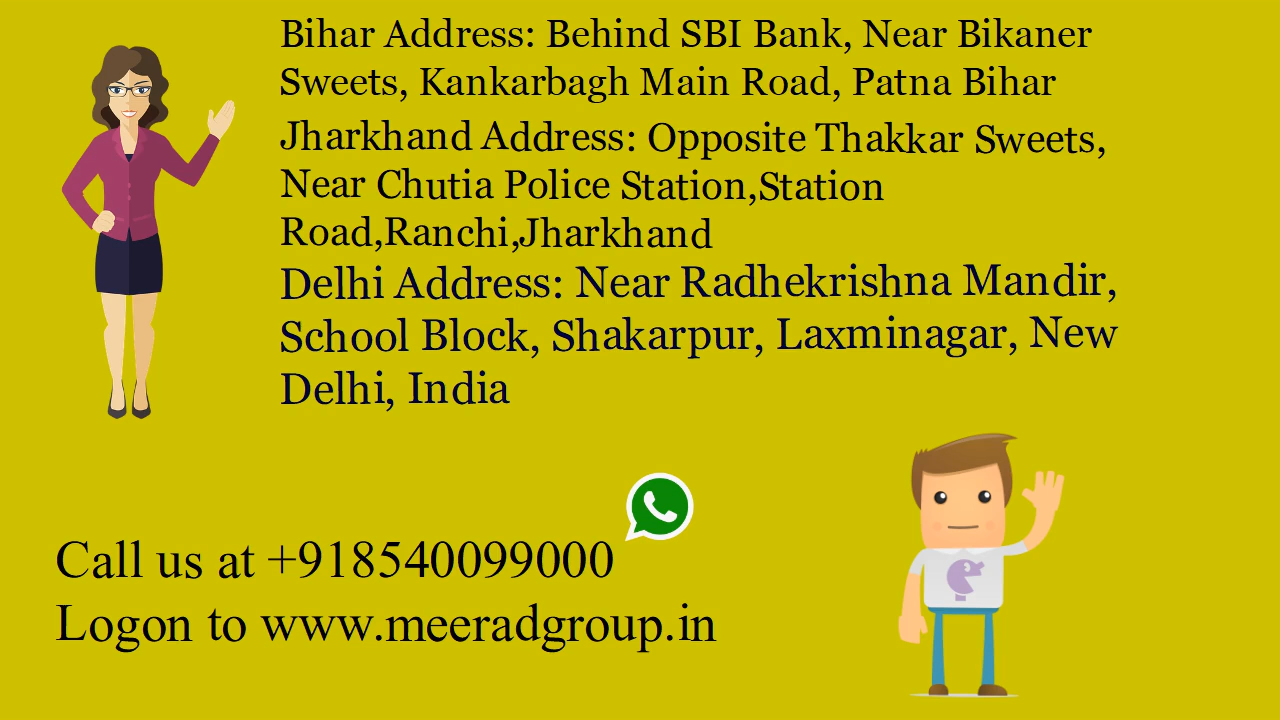 Bihar Address: Behind SBI Bank, Near Bikaner
Sweets, Kankarbagh Main Road, Patna Bihar
Jharkhand Address: Opposite Thakkar Sweets,
Near Chutia Police Station,Station
Road,Ranchi,Jharkhand
Delhi Address: Near Radhekrishna Mandir,
School Block, Shakarpur, Laxminagar, New
Delhi, India
Call us at +918540099000
Logon to www.meeradgroup.in